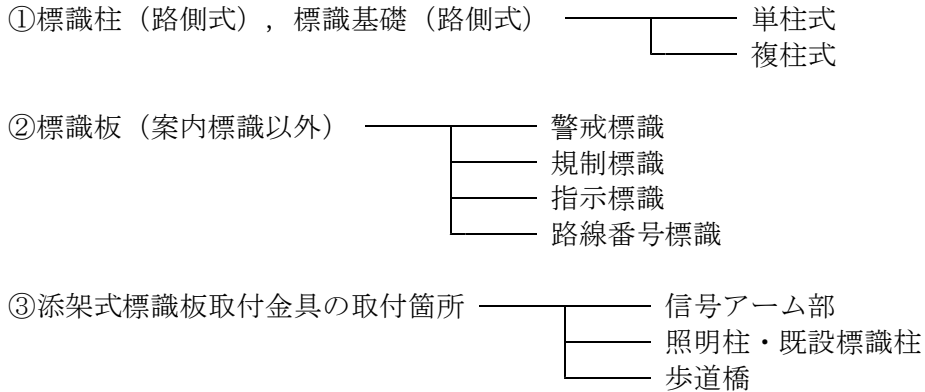 ①標識柱（路側式），標識基礎（路側式） 単柱式
複柱式
②標識板（案内標識以外） 警戒標識
規制標識
指示標識
路線番号標識
③添架式標識板取付金具の取付箇所 信号アーム部
照明柱・既設標識柱
歩道橋